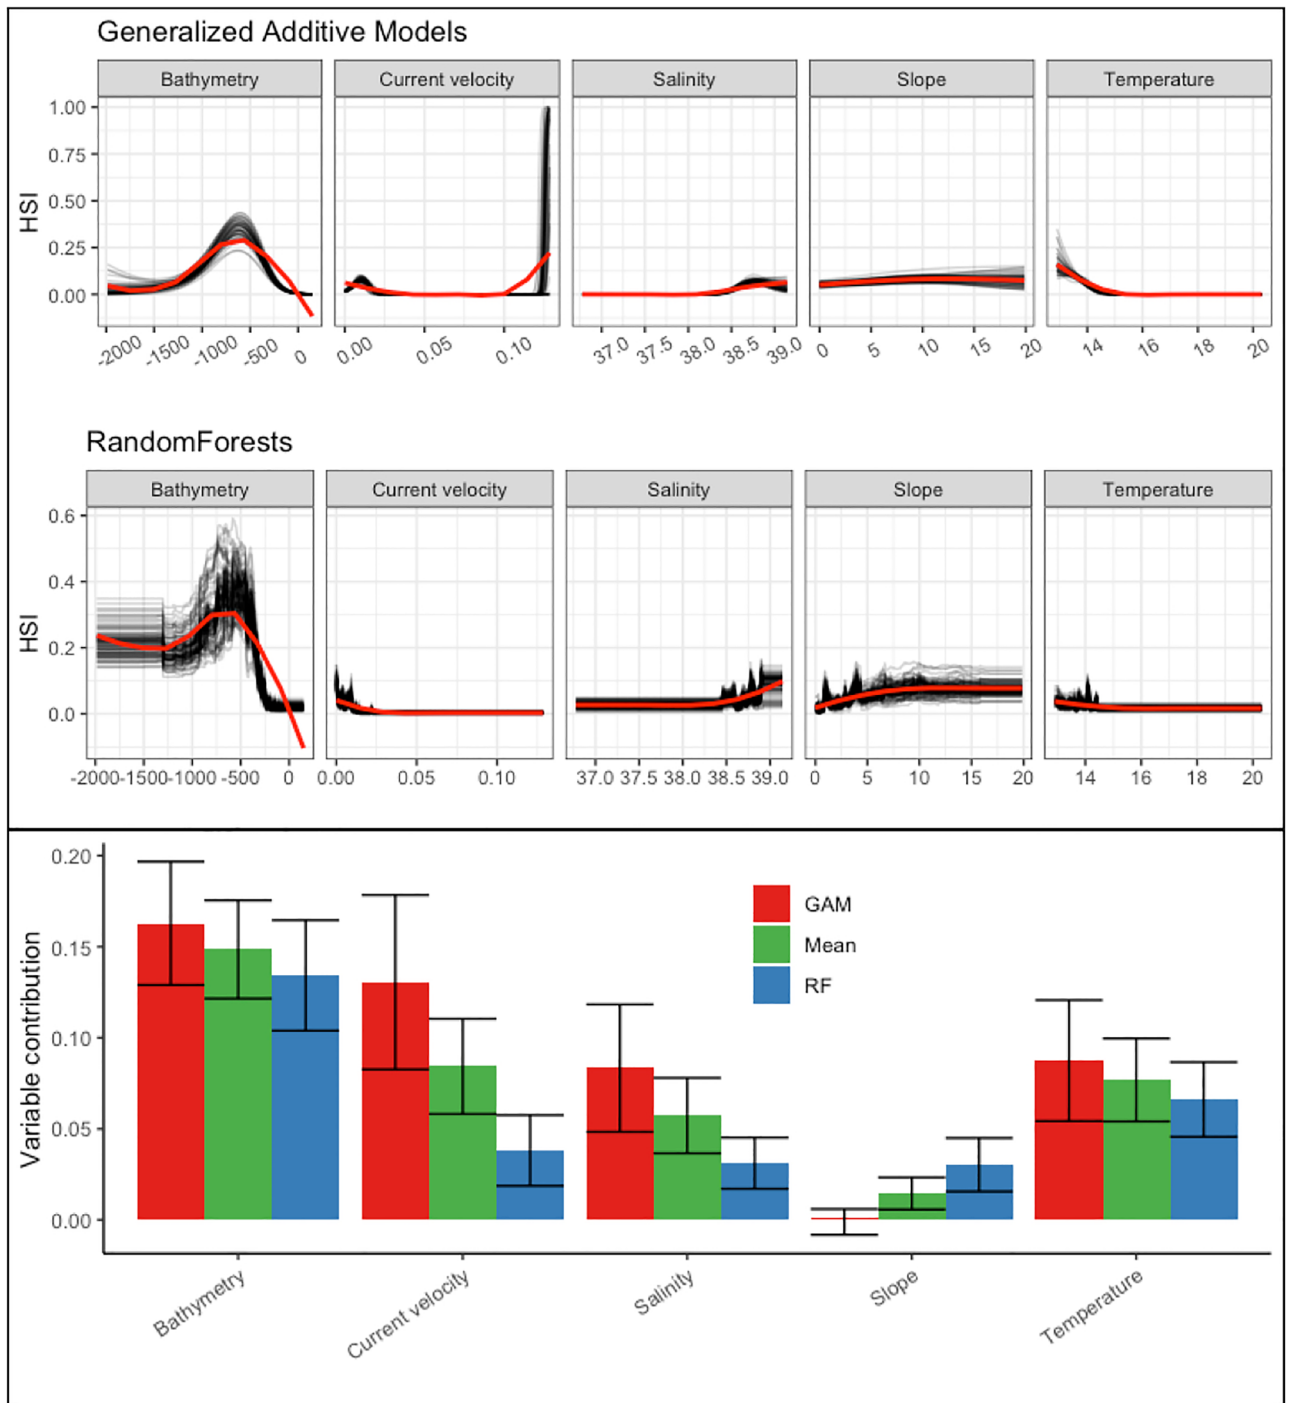 Generalized Additive Models
Bathymetry Current velocity Salinity Slope Temperature
HSI
1.00
0.75
0.50
0.25
0.00
-2000 -1500 -1000 -500 0 0.00 0.05 0.10 37.0 37.5 38.0 38.5 39.0 0 5 10 15 20 14 16 18 20
RandomForests
Bathymetry Current velocity Salinity Slope Temperature
HSI
0.6
0.4
0.2
0.0
-2000 -1500 -1000 -500 0 0.00 0.05 0.10 37.0 37.5 38.0 38.5 39.0 0 5 10 15 20 14 16 18 20
Variable contribution
0.20
0.15
0.10
0.05
0.00
GAM
Mean
RF
Bathymetry Current velocity Salinity Slope Temperature